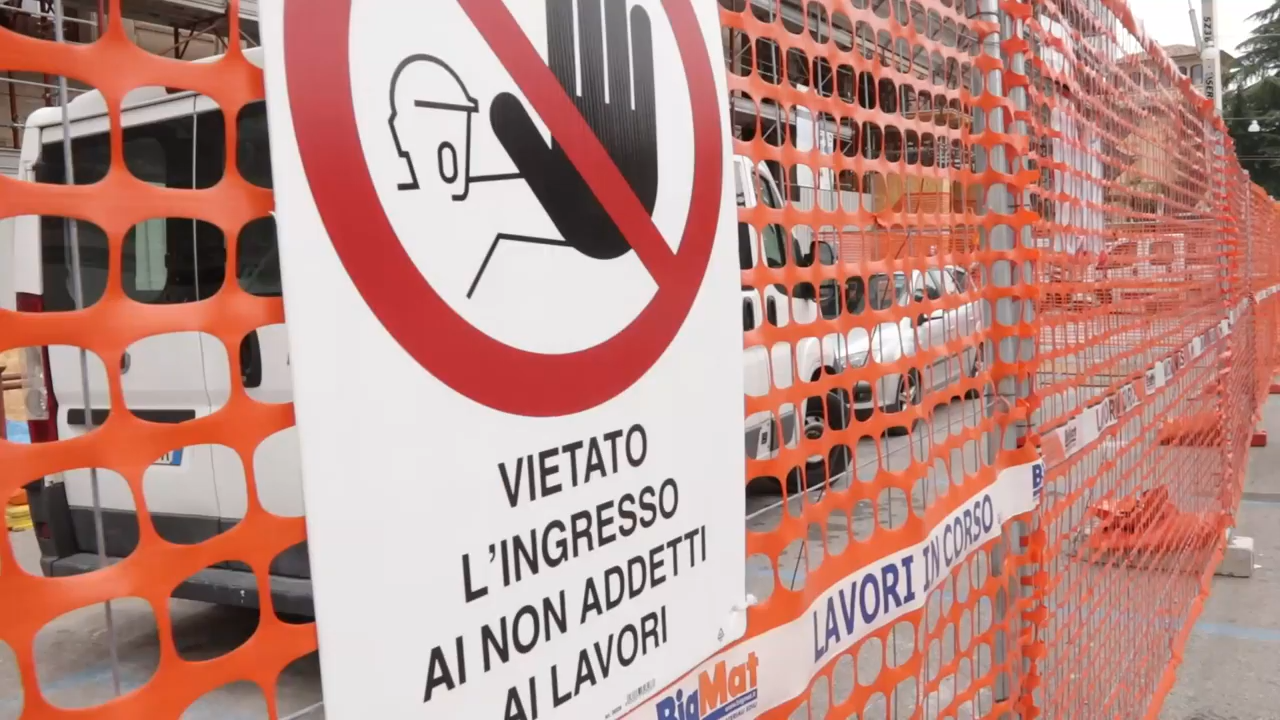 VIETATO
L'INGRESSO
AI NON ADDETTI
AI LAVORI
BigMat
LAVORI IN CORSO